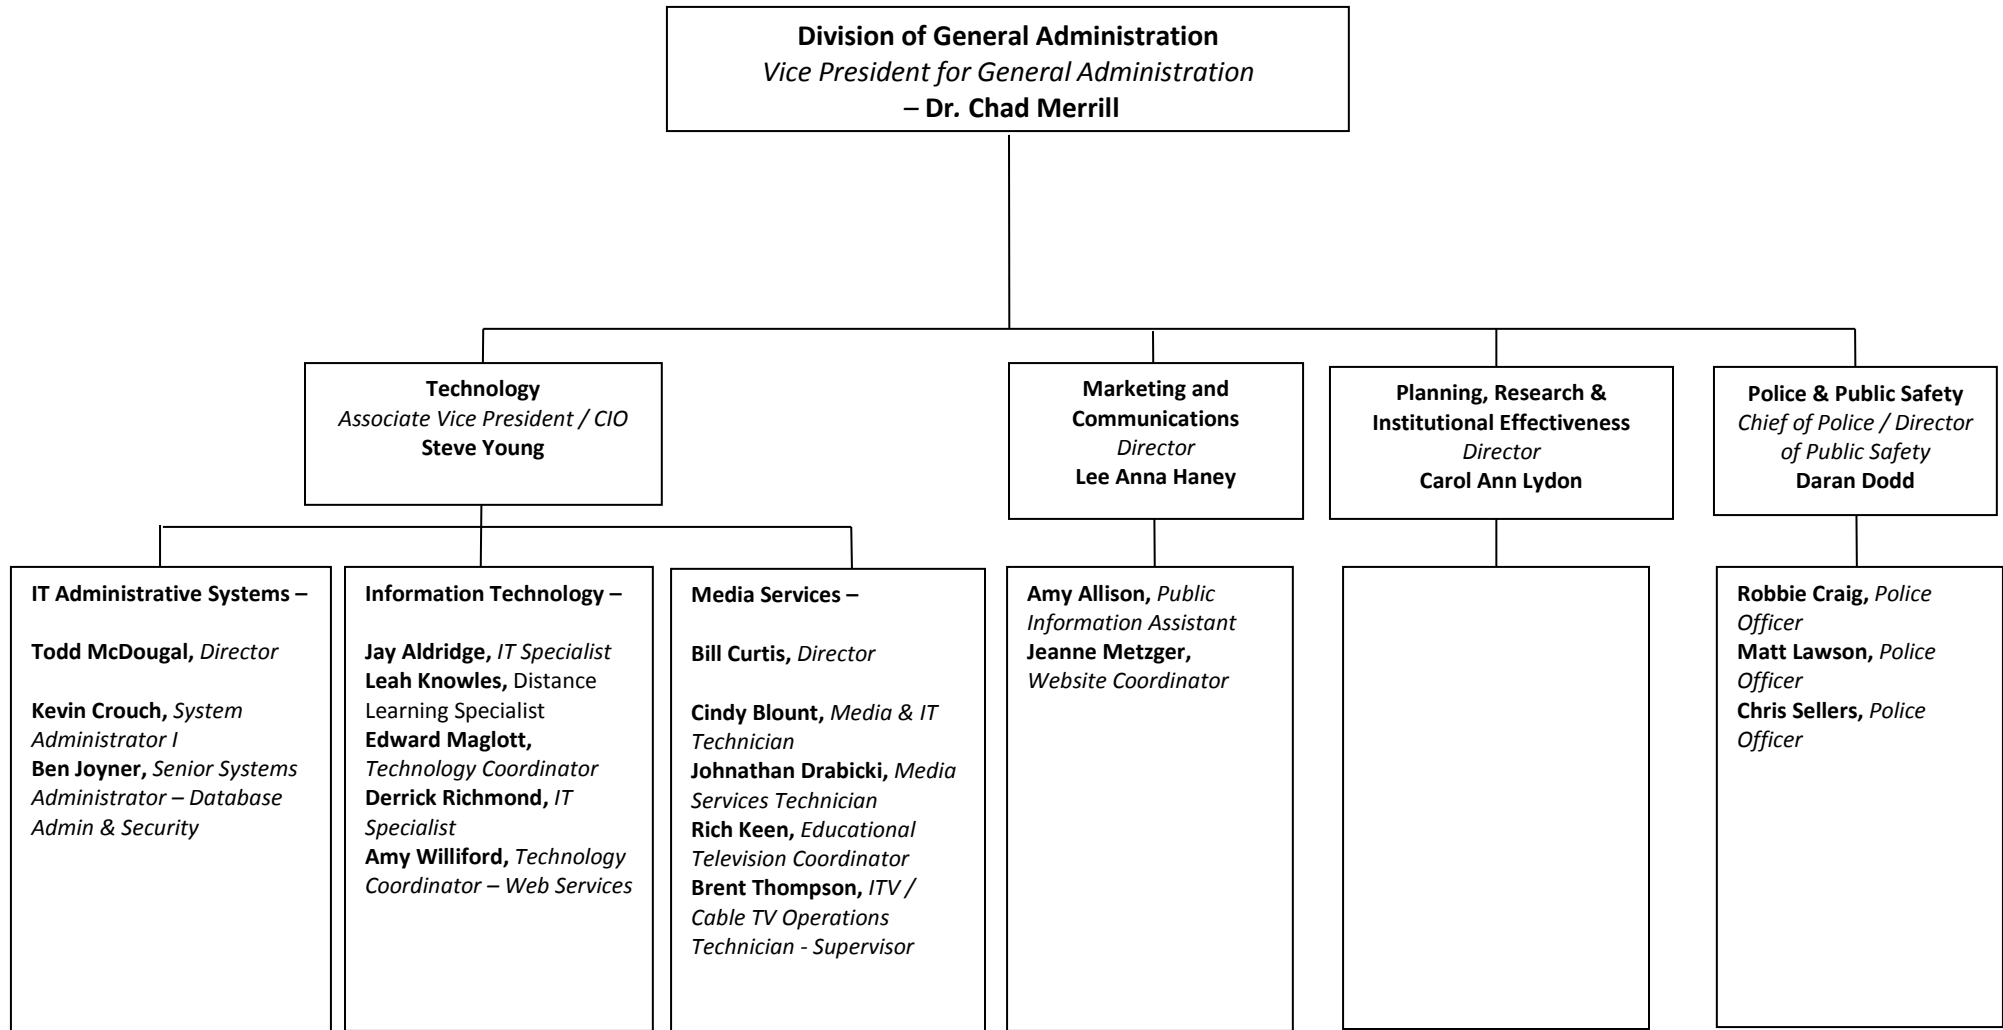 Division of General Administration
Vice President for General Administration
– Dr. Chad Merrill
Technology
Associate Vice President / CIO
Steve Young
Marketing and
Communications
Director
Lee Anna Haney
Planning, Research &
Institutional Effectiveness
Director
Carol Ann Lydon
Police & Public Safety
Chief of Police / Director
of Public Safety
Daran Dodd
IT Administrative Systems –
Todd McDougal, Director
Kevin Crouch, System
Administrator I
Ben Joyner, Senior Systems
Administrator – Database
Admin & Security
Information Technology –
Jay Aldridge, IT Specialist
Leah Knowles, Distance
Learning Specialist
Edward Maglott,
Technology Coordinator
Derrick Richmond, IT
Specialist
Amy Williford, Technology
Coordinator – Web Services
Media Services –
Bill Curtis, Director
Cindy Blount, Media & IT
Technician
Johnathan Drabicki, Media
Services Technician
Rich Keen, Educational
Television Coordinator
Brent Thompson, ITV /
Cable TV Operations
Technician - Supervisor
Amy Allison, Public
Information Assistant
Jeanne Metzger,
Website Coordinator
Robbie Craig, Police
Officer
Matt Lawson, Police
Officer
Chris Sellers, Police
Officer